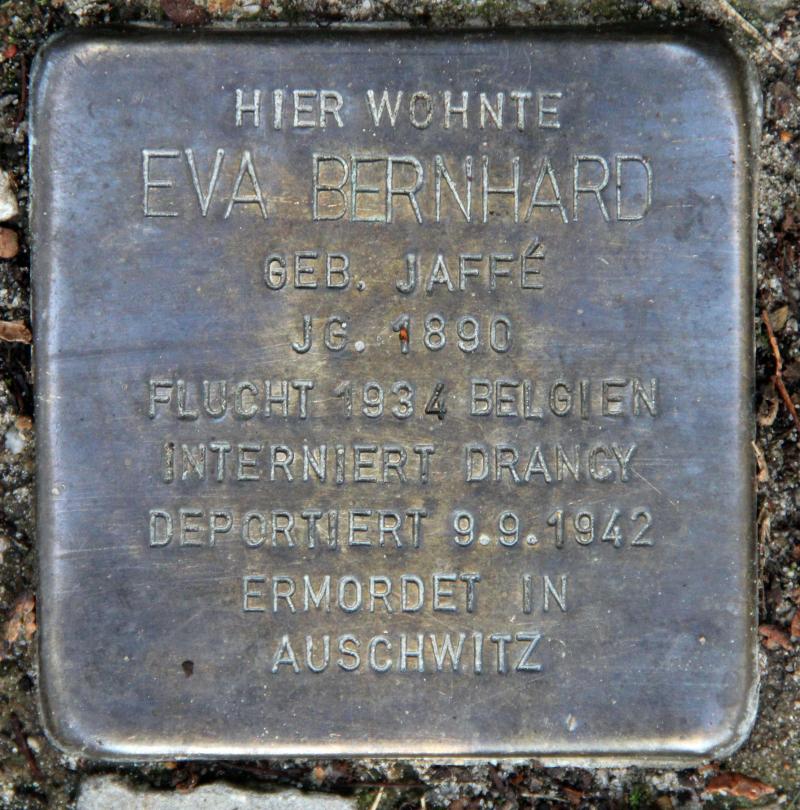 HIER WOHNTE
EVA BERNHARD
GEB. JAFFÉ
JG. 1890
FLUCHT 1934 BELGIEN
INTERNIERT DRANCY
DEPORTIERT 9.9.1942
ERMORDET IN
AUSCHWITZ